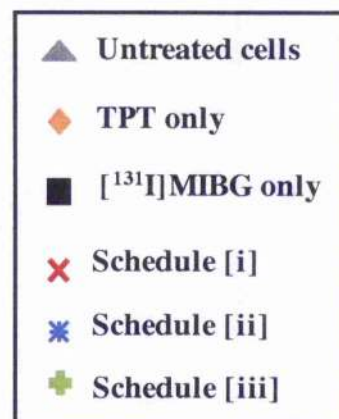 Untreated cells
TPT only
[¹³¹I]MIBG only
Schedule [i]
Schedule [ii]
Schedule [iii]